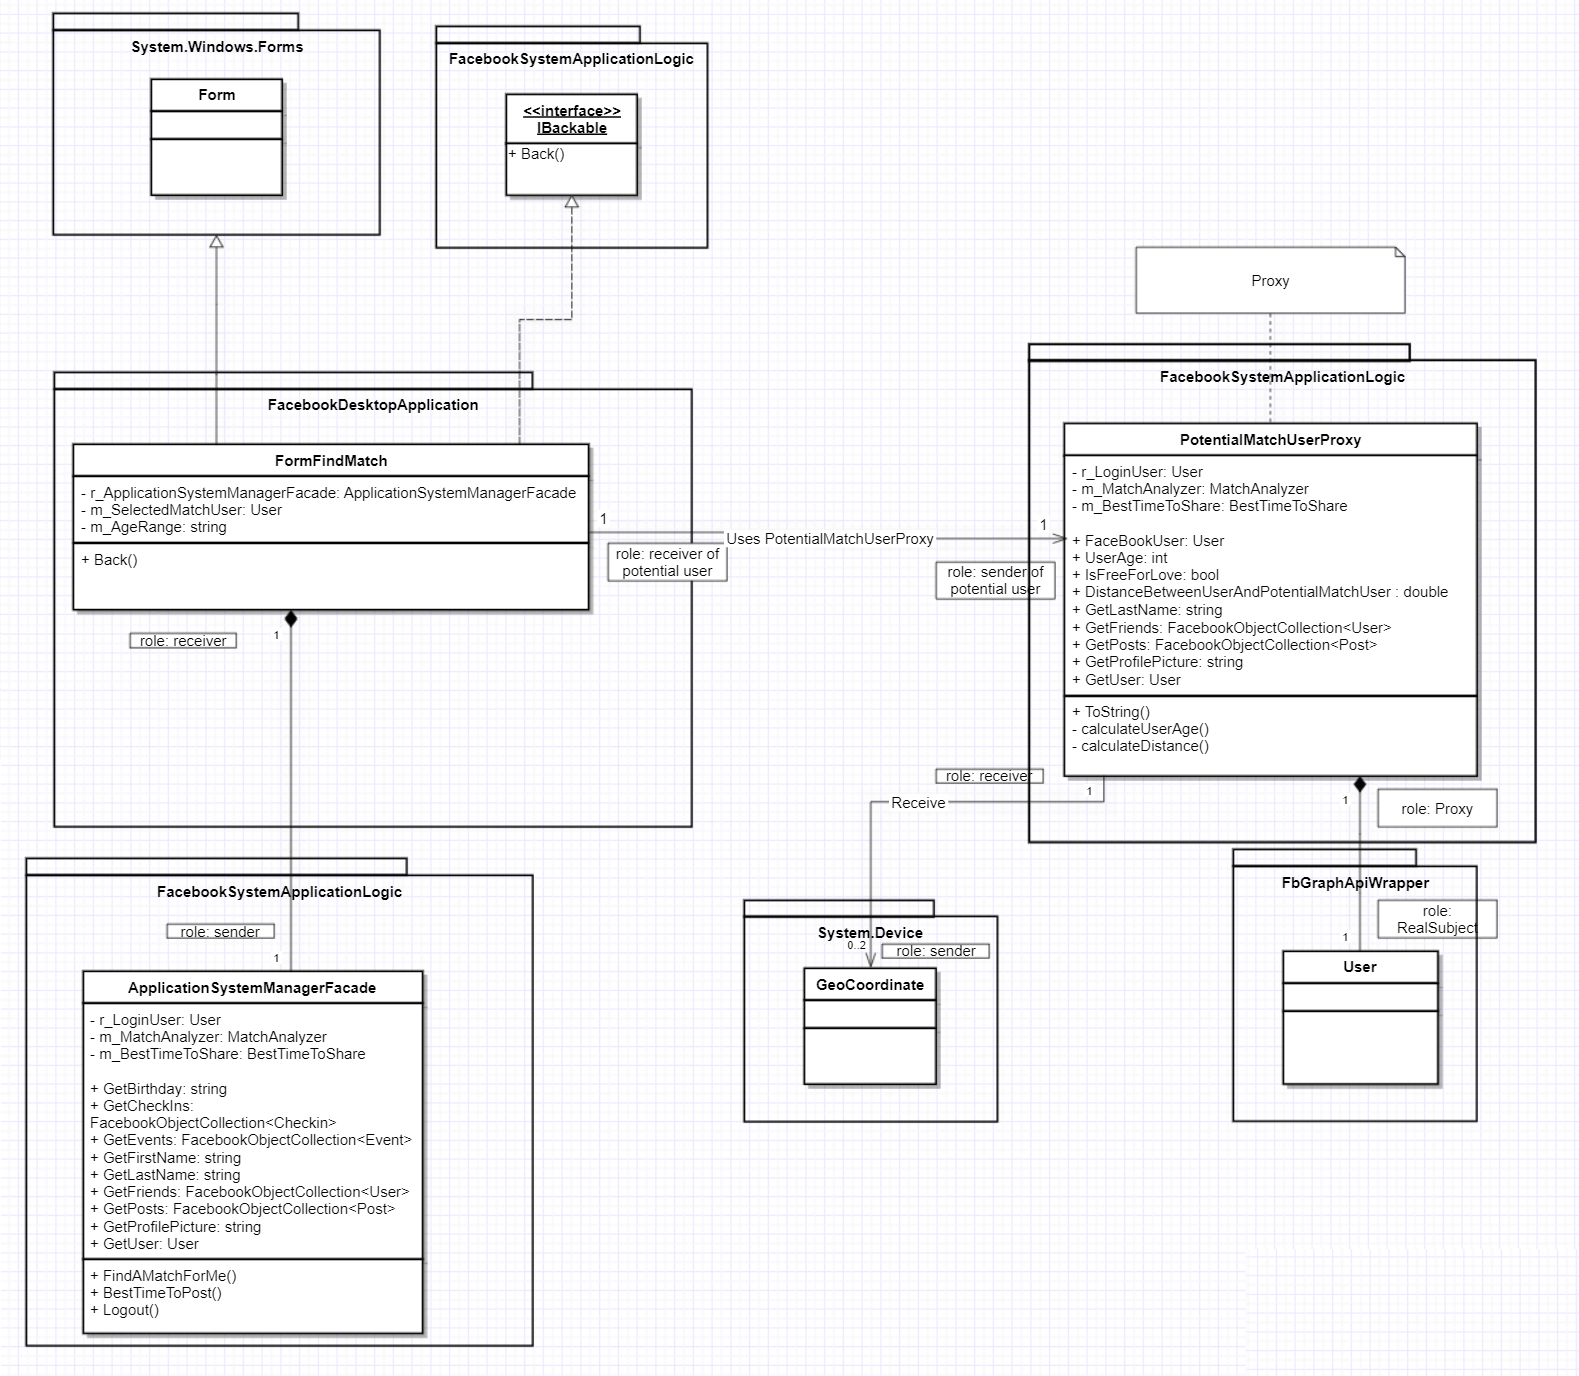 System.Windows.Forms
Form
FacebookSystemApplicationLogic
<<interface>>
IBackable
+ Back()
Proxy
FacebookDesktopApplication
FormFindMatch
- r_ApplicationSystemManagerFacade: ApplicationSystemManagerFacade
- m_SelectedMatchUser: User
- m_AgeRange: string
+ Back()
1
Uses PotentialMatchUserProxy
1
role: receiver of
potential user
role: sender of
potential user
FacebookSystemApplicationLogic
PotentialMatchUserProxy
- r_LoginUser: User
- m_MatchAnalyzer: MatchAnalyzer
- m_BestTimeToShare: BestTimeToShare
+ FaceBookUser: User
+ UserAge: int
+ IsFreeForLove: bool
+ DistanceBetweenUserAndPotentialMatchUser : double
+ GetLastName: string
+ GetFriends: FacebookObjectCollection<User>
+ GetPosts: FacebookObjectCollection<Post>
+ GetProfilePicture: string
+ GetUser: User
+ ToString()
- calculateUserAge()
- calculateDistance()
role: receiver
1
role: receiver
1
Receive
1
role: Proxy
FacebookSystemApplicationLogic
role: sender
1
ApplicationSystemManagerFacade
- r_LoginUser: User
- m_MatchAnalyzer: MatchAnalyzer
- m_BestTimeToShare: BestTimeToShare
+ GetBirthday: string
+ GetCheckIns:
FacebookObjectCollection<Checkin>
+ GetEvents: FacebookObjectCollection<Event>
+ GetFirstName: string
+ GetLastName: string
+ GetFriends: FacebookObjectCollection<User>
+ GetPosts: FacebookObjectCollection<Post>
+ GetProfilePicture: string
+ GetUser: User
+ FindAMatchForMe()
+ BestTimeToPost()
+ Logout()
System.Device
0..2
role: sender
GeoCoordinate
FbGraphApiWrapper
role:
RealSubject
1
User